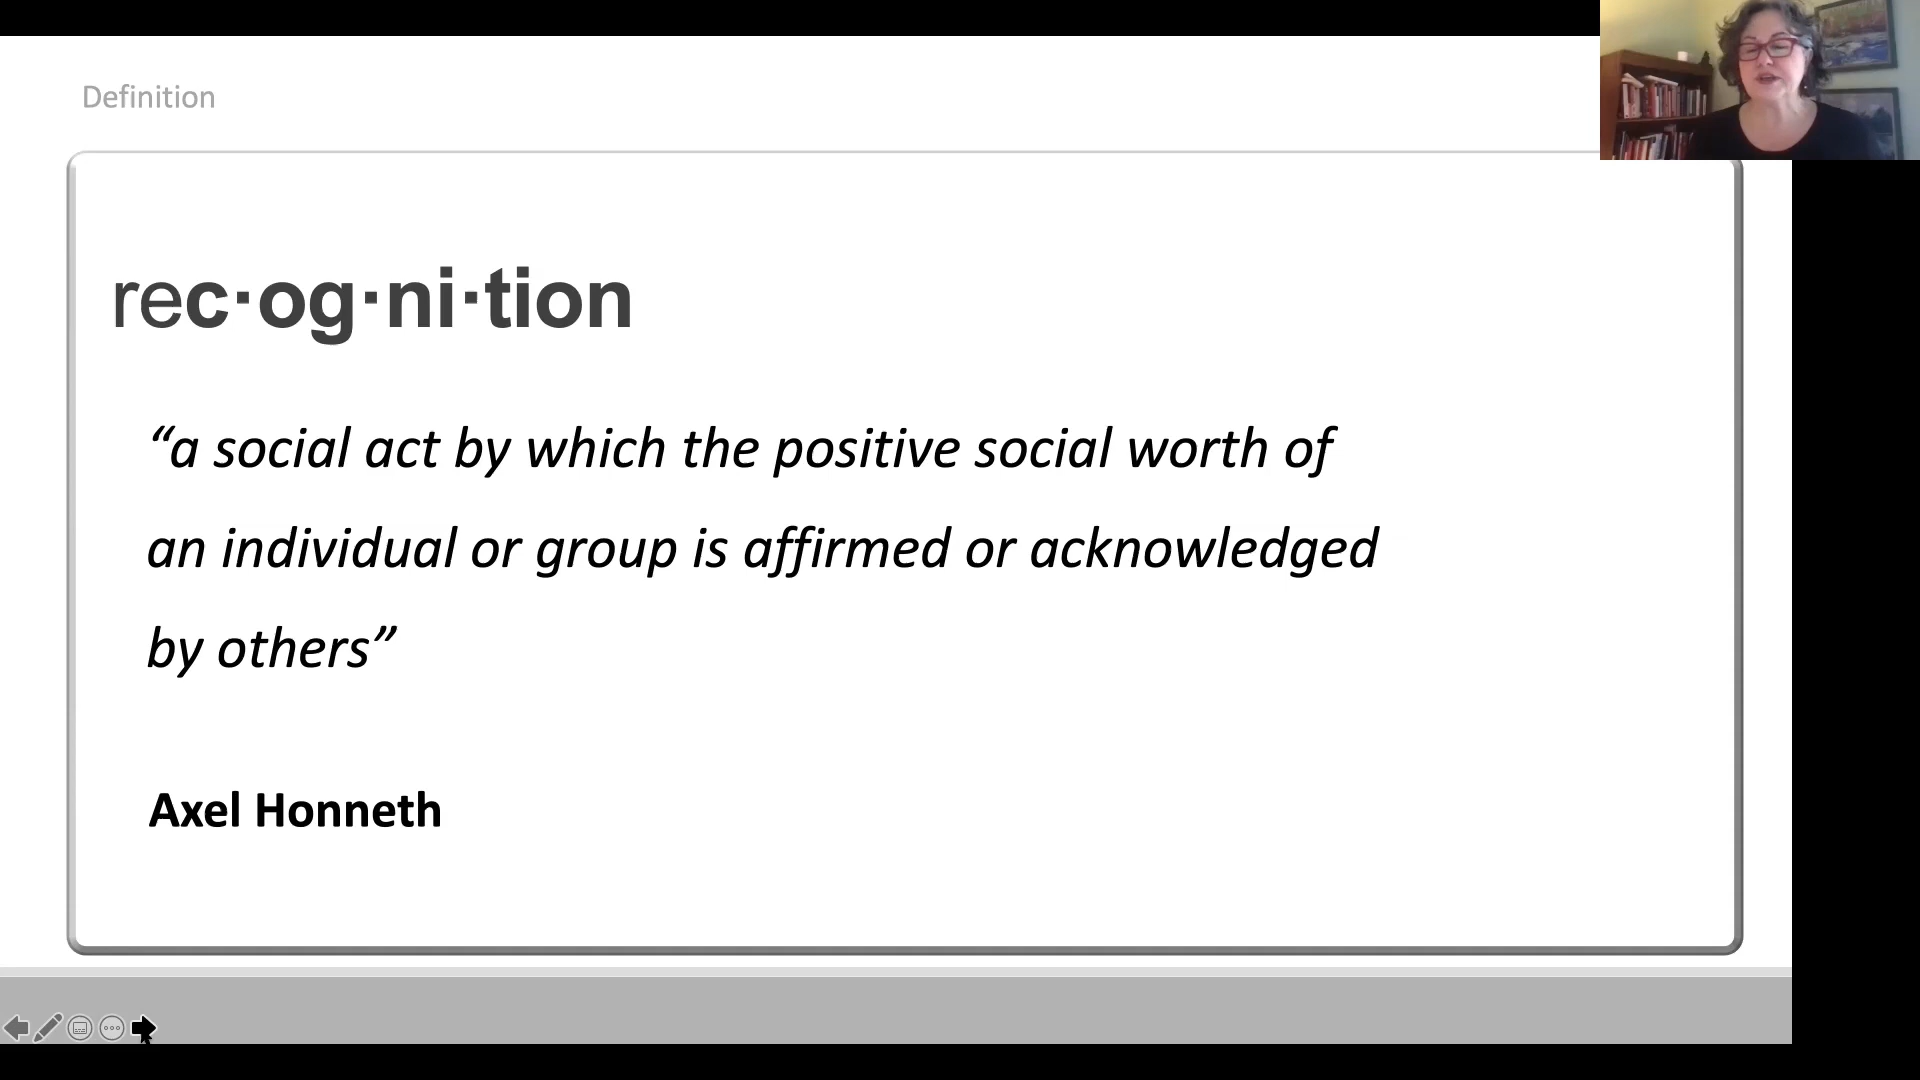 Definition
rec·og·ni·tion
“a social act by which the positive social worth of
an individual or group is affirmed or acknowledged
by others”
Axel Honneth